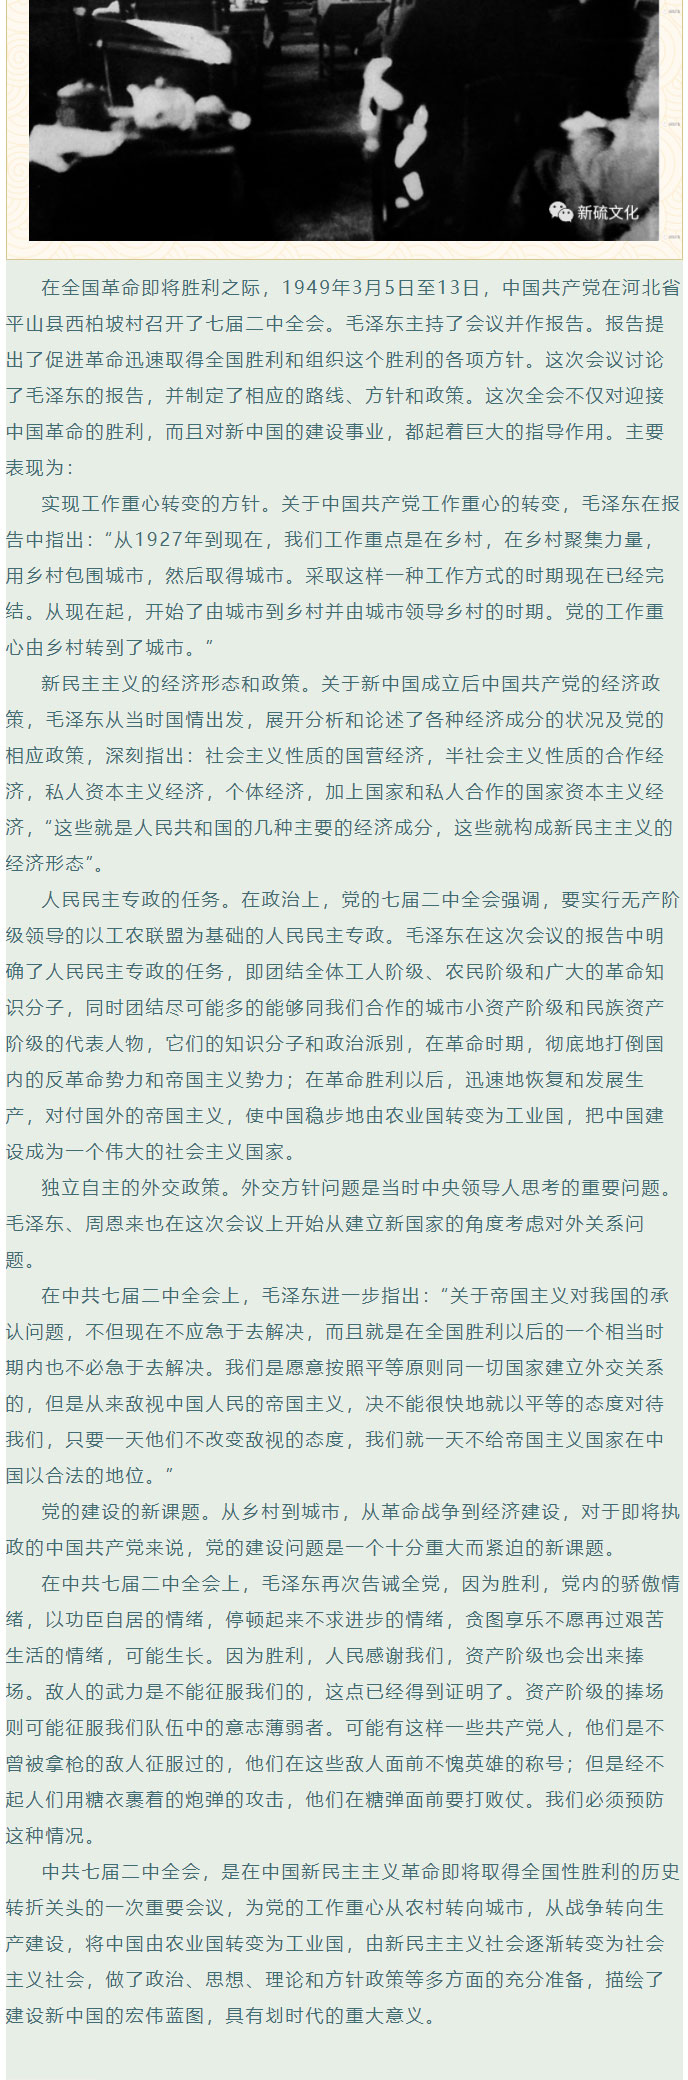 新硫文化
在全国革命即将胜利之际，1949年3月5日至13日，中国共产党在河北省
平山县西柏坡村召开了七届二中全会。毛泽东主持了会议并作报告。报告提
出了促进革命迅速取得全国胜利和组织这个胜利的各项方针。这次会议讨论
了毛泽东的报告，并制定了相应的路线、方针和政策。这次全会不仅对迎接
中国革命的胜利，而且对新中国的建设事业，都起着巨大的指导作用。主要
表现为：
实现工作重心转变的方针。关于中国共产党工作重心的转变，毛泽东在报
告中指出：“从1927年到现在，我们工作重点是在乡村，在乡村聚集力量，
用乡村包围城市，然后取得城市。采取这样一种工作方式的时期现在已经完
结。从现在起，开始了由城市到乡村并由城市领导乡村的时期。党的工作重
心由乡村转到了城市。”
新民主主义的经济形态和政策。关于新中国成立后中国共产党的经济政
策，毛泽东从当时国情出发，展开分析和论述了各种经济成分的状况及党的
相应政策，深刻指出：社会主义性质的国营经济，半社会主义性质的合作经
济，私人资本主义经济，个体经济，加上国家和私人合作的国家资本主义经
济，“这些就是人民共和国的几种主要的经济成分，这些就构成新民主主义的
经济形态”。
人民民主专政的任务。在政治上，党的七届二中全会强调，要实行无产阶
级领导的以工农联盟为基础的人民民主专政。毛泽东在这次会议的报告中明
确了人民民主专政的任务，即团结全体工人阶级、农民阶级和广大的革命知
识分子，同时团结尽可能多的能够同我们合作的城市小资产阶级和民族资产
阶级的代表人物，它们的知识分子和政治派别，在革命时期，彻底地打倒国
内的反革命势力和帝国主义势力；在革命胜利以后，迅速地恢复和发展生
产，对付国外的帝国主义，使中国稳步地由农业国转变为工业国，把中国建
设成为一个伟大的社会主义国家。
独立自主的外交政策。外交方针问题是当时中央领导人思考的重要问题。
毛泽东、周恩来也在这次会议上开始从建立新国家的角度考虑对外关系问
题。
在中共七届二中全会上，毛泽东进一步指出：“关于帝国主义对我国的承
认问题，不但现在不应急于去解决，而且就是在全国胜利以后的一个相当时
期内也不必急于去解决。我们是愿意按照平等原则同一切国家建立外交关系
的，但是从来敌视中国人民的帝国主义，决不能很快地就以平等的态度对待
我们，只要一天他们不改变敌视的态度，我们就一天不给帝国主义国家在中
国以合法的地位。”
党的建设的新课题。从乡村到城市，从革命战争到经济建设，对于即将执
政的中国共产党来说，党的建设问题是一个十分重大而紧迫的新课题。
在中共七届二中全会上，毛泽东再次告诫全党，因为胜利，党内的骄傲情
绪，以功臣自居的情绪，停顿起来不求进步的情绪，贪图享乐不愿再过艰苦
生活的情绪，可能生长。因为胜利，人民感谢我们，资产阶级也会出来捧
场。敌人的武力是不能征服我们的，这点已经得到证明了。资产阶级的捧场
则可能征服我们队伍中的意志薄弱者。可能有这样一些共产党人，他们是不
曾被拿枪的敌人征服过的，他们在这些敌人面前不愧英雄的称号；但是经不
起人们用糖衣裹着的炮弹的攻击，他们在糖弹面前要打败仗。我们必须预防
这种情况。
中共七届二中全会，是在中国新民主主义革命即将取得全国性胜利的历史
转折关头的一次重要会议，为党的工作重心从农村转向城市，从战争转向生
产建设，将中国由农业国转变为工业国，由新民主主义社会逐渐转变为社会
主义社会，做了政治、思想、理论和方针政策等多方面的充分准备，描绘了
建设新中国的宏伟蓝图，具有划时代的重大意义。